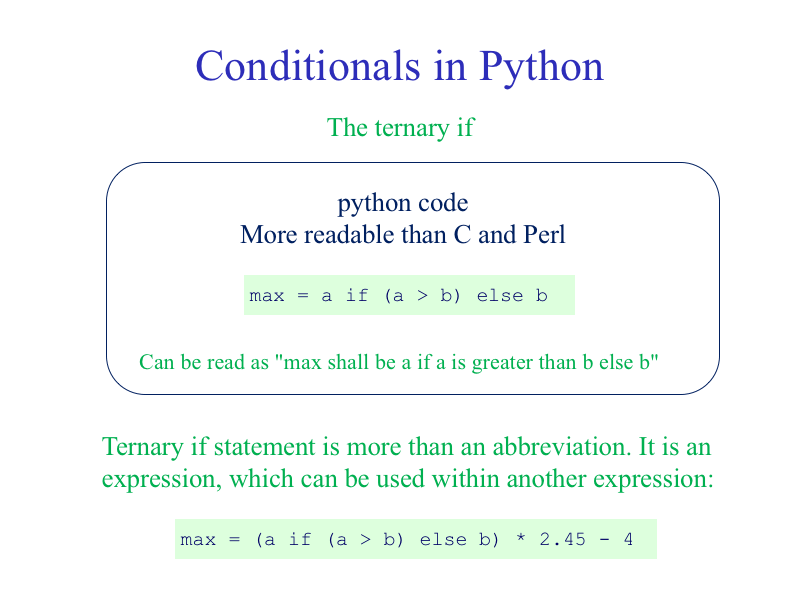 Conditionals in Python
The ternary if
python code
More readable than C and Perl
max = a if (a > b) else b
Can be read as "max shall be a if a is greater than b else b"
Ternary if statement is more than an abbreviation. It is an
expression, which can be used within another expression:
max = (a if (a > b) else b) * 2.45 - 4